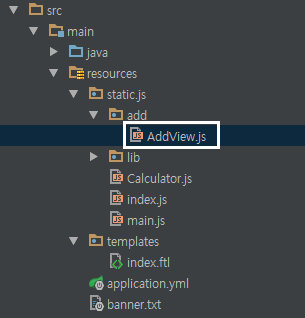 src
main
java
resources
static.js
add
AddView.js
lib
Calculator.js
index.js
main.js
templates
index.ftl
application.yml
banner.txt